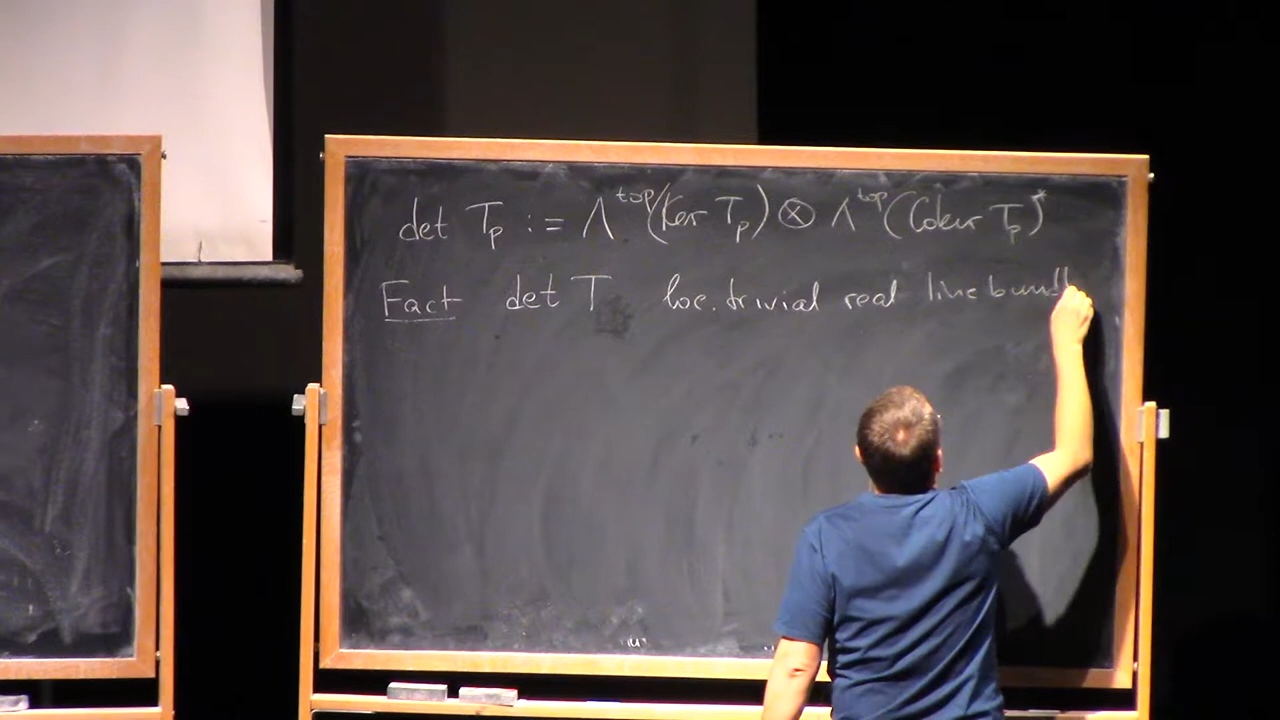 det T_p := Λ^top (Ker T_p) ⊗ Λ^top (Coker T_p)^*
Fact det T loc. trivial real line bundl